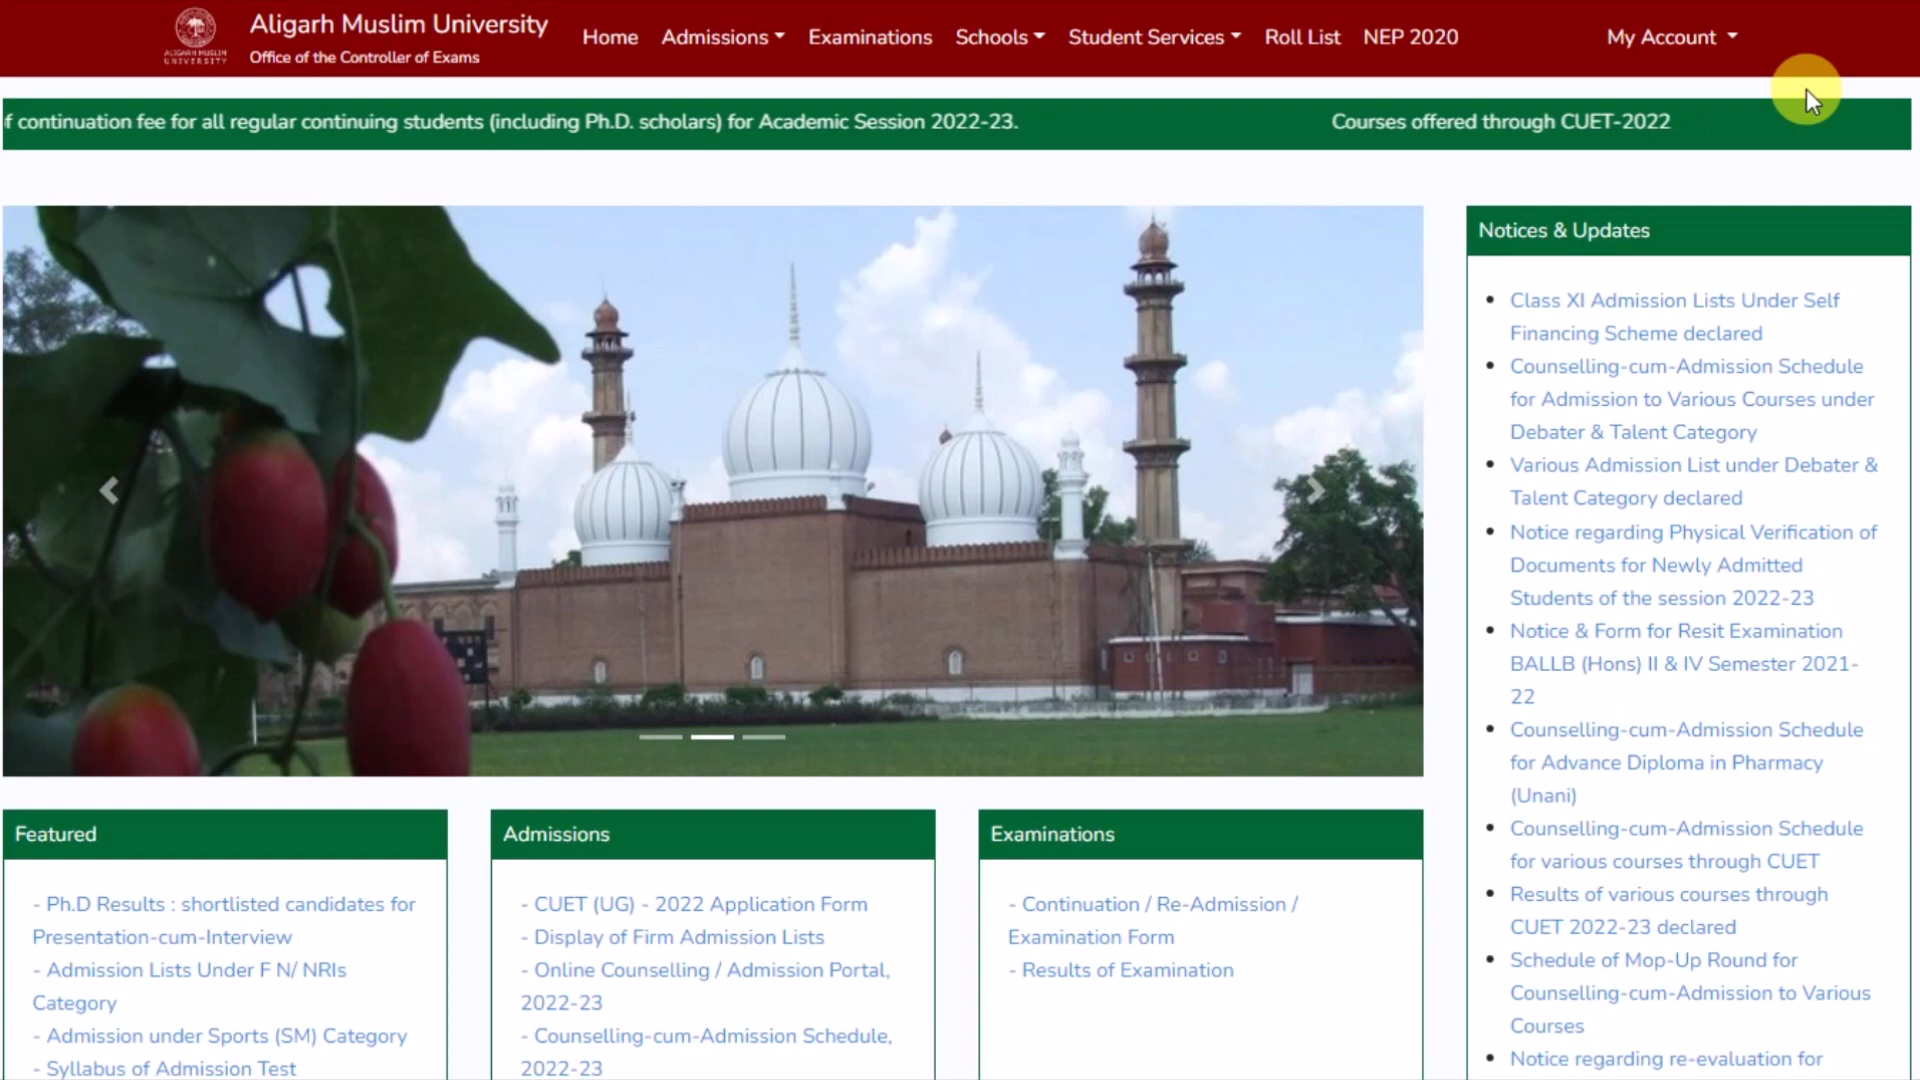 ALIGARH MUSLIM
UNIVERSITY
Aligarh Muslim University
Office of the Controller of Exams
Home Admissions Examinations Schools Student Services Roll List NEP 2020 My Account
f continuation fee for all regular continuing students (including Ph.D. scholars) for Academic Session 2022-23. Courses offered through CUET-2022
Notices & Updates
Class XI Admission Lists Under Self
Financing Scheme declared
Counselling-cum-Admission Schedule
for Admission to Various Courses under
Debater & Talent Category
Various Admission List under Debater &
Talent Category declared
Notice regarding Physical Verification of
Documents for Newly Admitted
Students of the session 2022-23
Notice & Form for Resit Examination
BALLB (Hons) II & IV Semester 2021-
22
Counselling-cum-Admission Schedule
for Advance Diploma in Pharmacy
(Unani)
Counselling-cum-Admission Schedule
for various courses through CUET
Results of various courses through
CUET 2022-23 declared
Schedule of Mop-Up Round for
Counselling-cum-Admission to Various
Courses
Notice regarding re-evaluation for
Featured
- Ph.D Results : shortlisted candidates for
Presentation-cum-Interview
- Admission Lists Under F N/ NRIs
Category
- Admission under Sports (SM) Category
- Syllabus of Admission Test
Admissions
- CUET (UG) - 2022 Application Form
- Display of Firm Admission Lists
- Online Counselling / Admission Portal,
2022-23
- Counselling-cum-Admission Schedule,
2022-23
Examinations
- Continuation / Re-Admission /
Examination Form
- Results of Examination